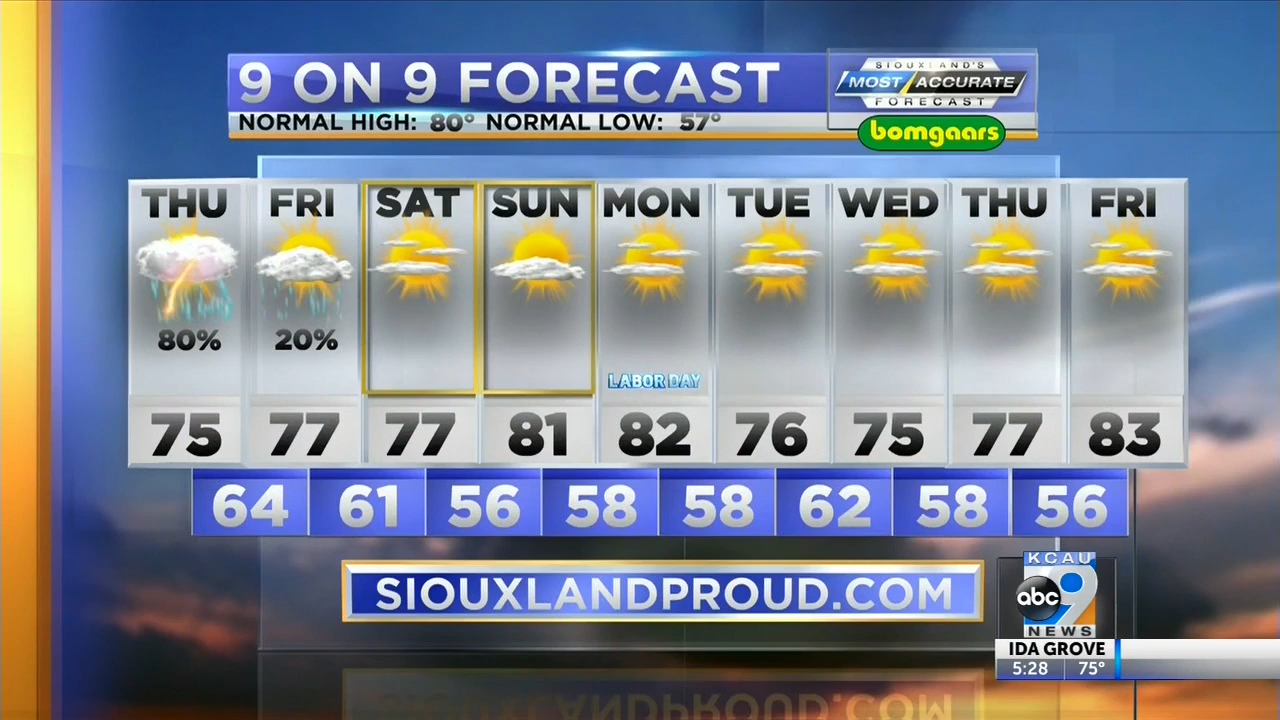 9 ON 9 FORECAST
NORMAL HIGH: 80° NORMAL LOW: 57°
SIOUXLAND'S
MOST ACCURATE
FORECAST
bomgaars
THU FRI SAT SUN MON TUE WED THU FRI
80% 20%
LABOR DAY
75 77 77 81 82 76 75 77 83
64 61 56 58 58 62 58 56
SIOUXLANDPROUD.COM
KCAU
abc 9
NEWS
IDA GROVE
5:28 75°
SIOUXLANDPROUD.COM